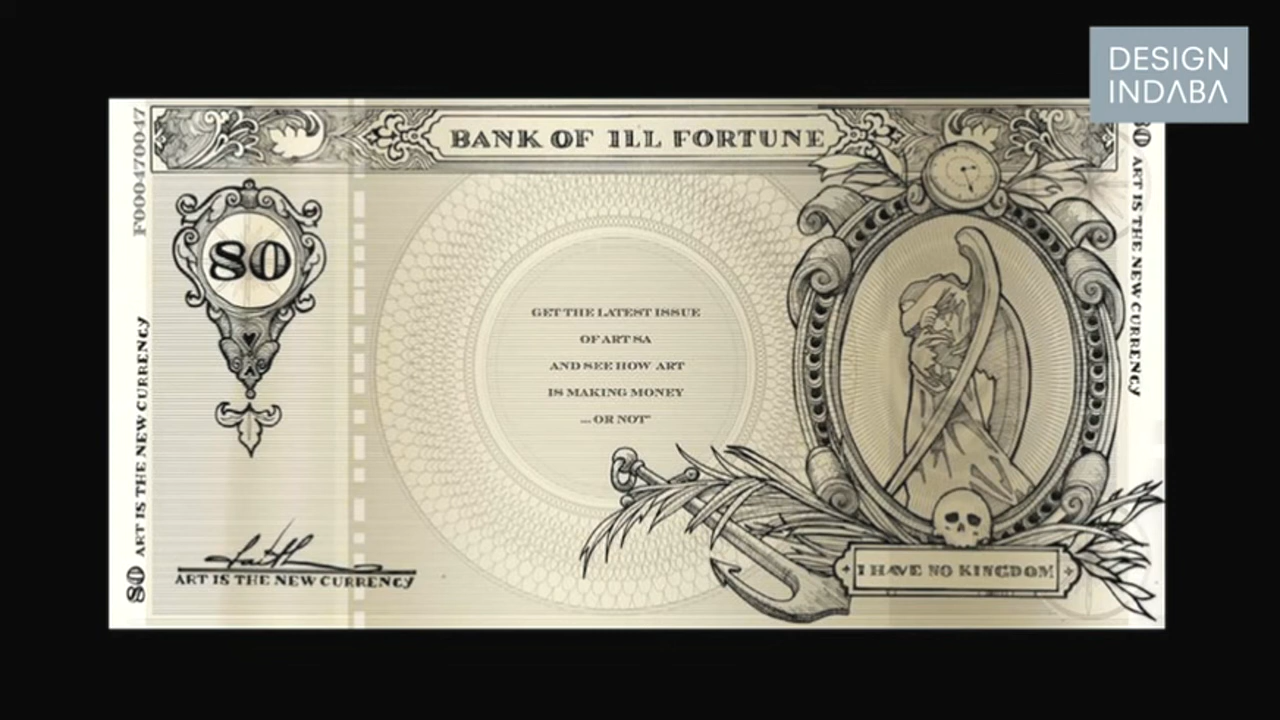 DESIGN
INDABA
BANK OF ILL FORTUNE
F000470047
80
GET THE LATEST ISSUE
OF ART SA
AND SEE HOW ART
IS MAKING MONEY
... OR NOT"
ART IS THE NEW CURRENCY
80 ART IS THE NEW CURRENCY
ART IS THE NEW CURRENCY
I HAVE NO KINGDOM